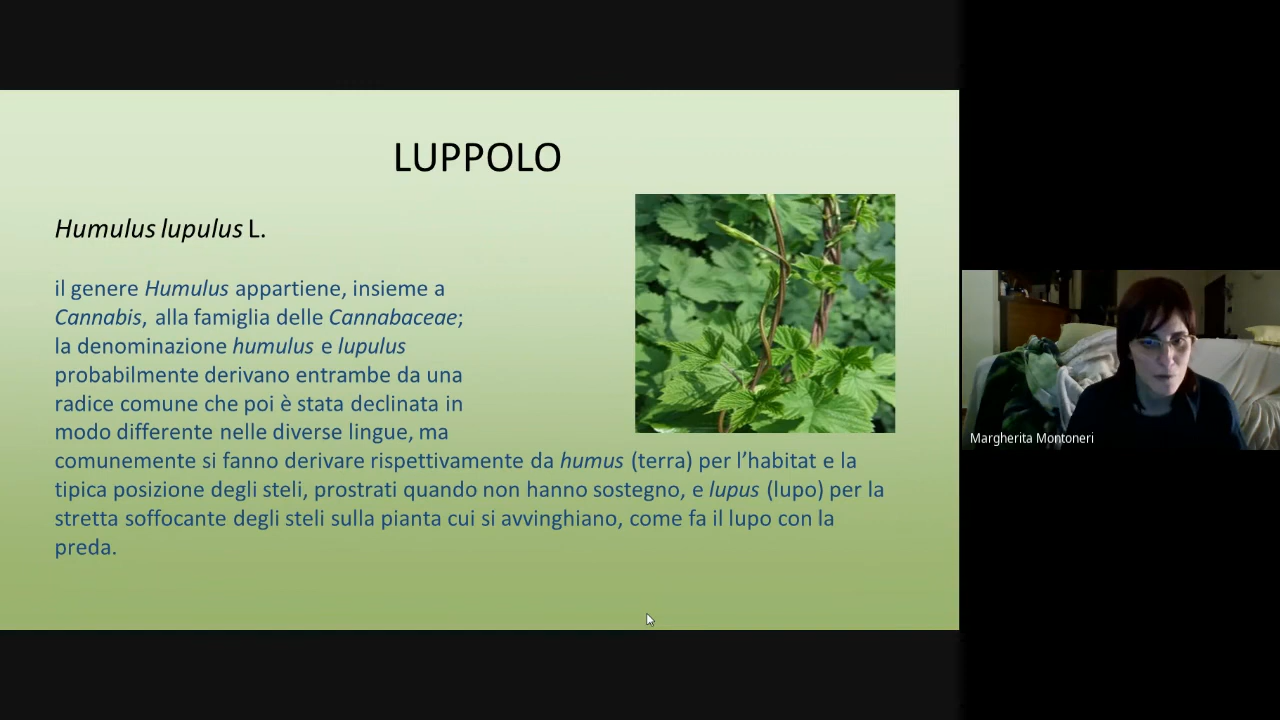 LUPPOLO
Humulus lupulus L.
il genere Humulus appartiene, insieme a
Cannabis, alla famiglia delle Cannabaceae;
la denominazione humulus e lupulus
probabilmente derivano entrambe da una
radice comune che poi è stata declinata in
modo differente nelle diverse lingue, ma
comunemente si fanno derivare rispettivamente da humus (terra) per l’habitat e la
tipica posizione degli steli, prostrati quando non hanno sostegno, e lupus (lupo) per la
stretta soffocante degli steli sulla pianta cui si avvinghiano, come fa il lupo con la
preda.
Margherita Montoneri